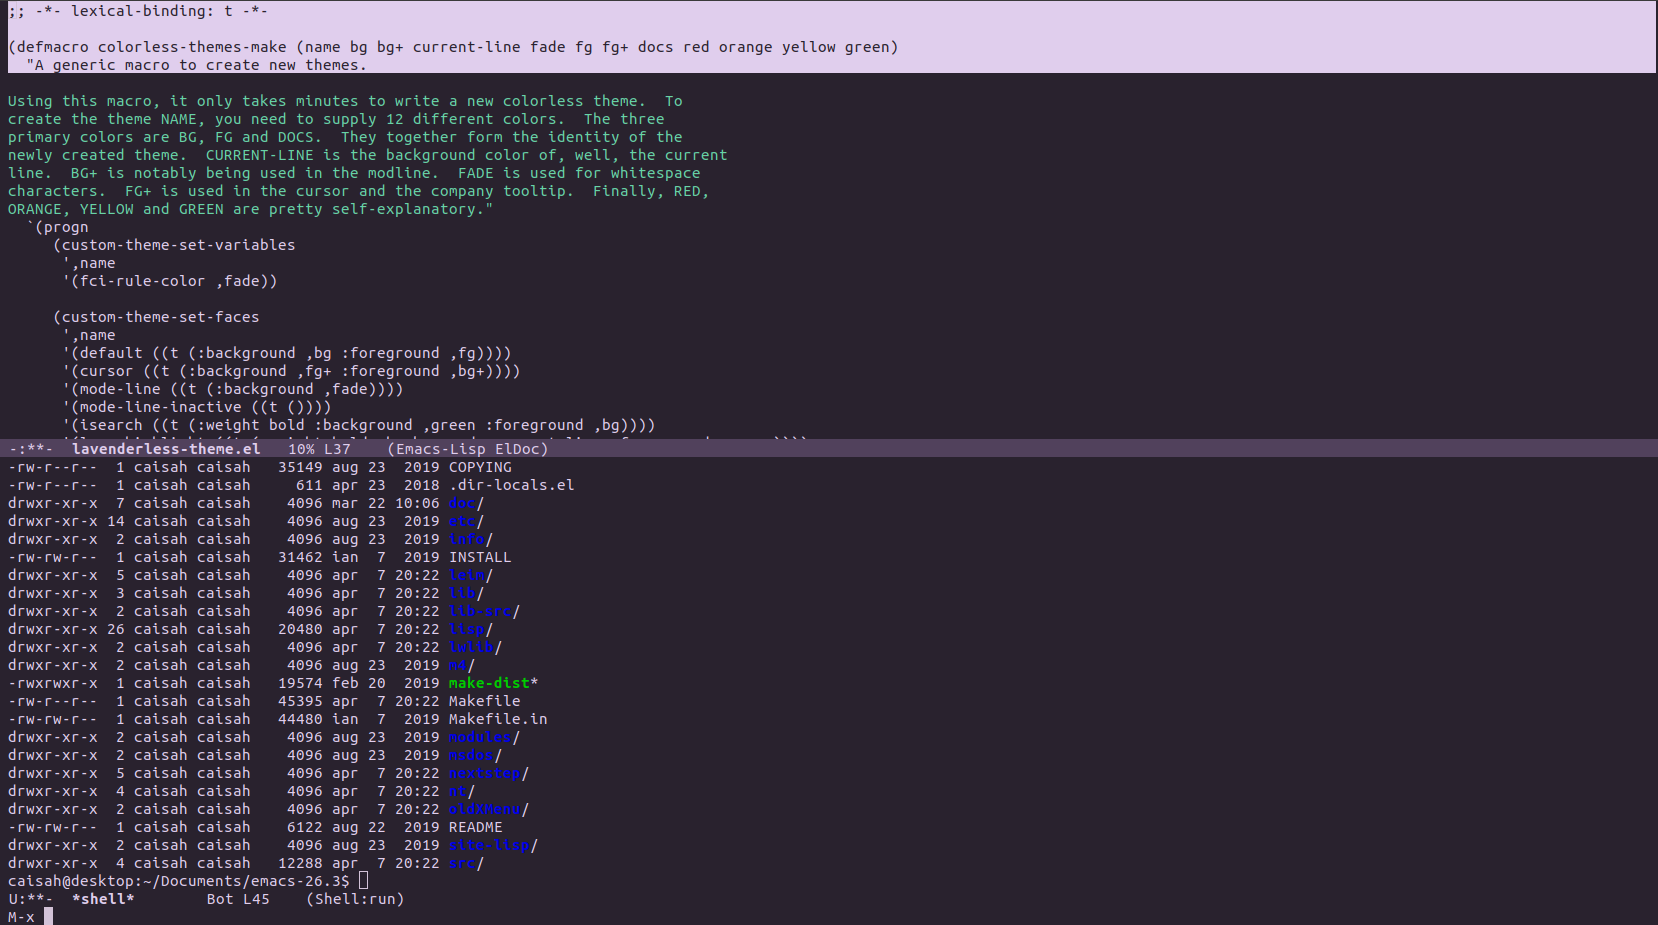 ;; -*- lexical-binding: t -*-
(defmacro colorless-themes-make (name bg bg+ current-line fade fg fg+ docs red orange yellow green)
  "A generic macro to create new themes.
Using this macro, it only takes minutes to write a new colorless theme.  To
create the theme NAME, you need to supply 12 different colors.  The three
primary colors are BG, FG and DOCS.  They together form the identity of the
newly created theme.  CURRENT-LINE is the background color of, well, the current
line.  BG+ is notably being used in the modline.  FADE is used for whitespace
characters.  FG+ is used in the cursor and the company tooltip.  Finally, RED,
ORANGE, YELLOW and GREEN are pretty self-explanatory."
  `(progn
     (custom-theme-set-variables
      ',name
      '(fci-rule-color ,fade))
     (custom-theme-set-faces
      ',name
      '(default ((t (:background ,bg :foreground ,fg))))
      '(cursor ((t (:background ,fg+ :foreground ,bg+))))
      '(mode-line ((t (:background ,fade))))
      '(mode-line-inactive ((t ())))
      '(isearch ((t (:weight bold :background ,green :foreground ,bg))))
-:**-  lavenderless-theme.el   10% L37    (Emacs-Lisp ElDoc)
-rw-r--r--  1 caisah caisah   35149 aug 23  2019 COPYING
-rw-r--r--  1 caisah caisah     611 apr 23  2018 .dir-locals.el
drwxr-xr-x  7 caisah caisah    4096 mar 22 10:06 doc/
drwxr-xr-x 14 caisah caisah    4096 aug 23  2019 etc/
drwxr-xr-x  2 caisah caisah    4096 aug 23  2019 info/
-rw-rw-r--  1 caisah caisah   31462 ian  7  2019 INSTALL
drwxr-xr-x  5 caisah caisah    4096 apr  7 20:22 leim/
drwxr-xr-x  3 caisah caisah    4096 apr  7 20:22 lib/
drwxr-xr-x  2 caisah caisah    4096 apr  7 20:22 lib-src/
drwxr-xr-x 26 caisah caisah   20480 apr  7 20:22 lisp/
drwxr-xr-x  2 caisah caisah    4096 apr  7 20:22 lwlib/
drwxr-xr-x  2 caisah caisah    4096 aug 23  2019 m4/
-rwxrwxr-x  1 caisah caisah   19574 feb 20  2019 make-dist*
-rw-r--r--  1 caisah caisah   45395 apr  7 20:22 Makefile
-rw-rw-r--  1 caisah caisah   44480 ian  7  2019 Makefile.in
drwxr-xr-x  2 caisah caisah    4096 aug 23  2019 modules/
drwxr-xr-x  2 caisah caisah    4096 aug 23  2019 msdos/
drwxr-xr-x  5 caisah caisah    4096 apr  7 20:22 nextstep/
drwxr-xr-x  4 caisah caisah    4096 apr  7 20:22 nt/
drwxr-xr-x  2 caisah caisah    4096 apr  7 20:22 oldXMenu/
-rw-rw-r--  1 caisah caisah    6122 aug 22  2019 README
drwxr-xr-x  2 caisah caisah    4096 aug 23  2019 site-lisp/
drwxr-xr-x  4 caisah caisah   12288 apr  7 20:22 src/
caisah@desktop:~/Documents/emacs-26.3$
U:**-  *shell*        Bot L45    (Shell:run)
M-x